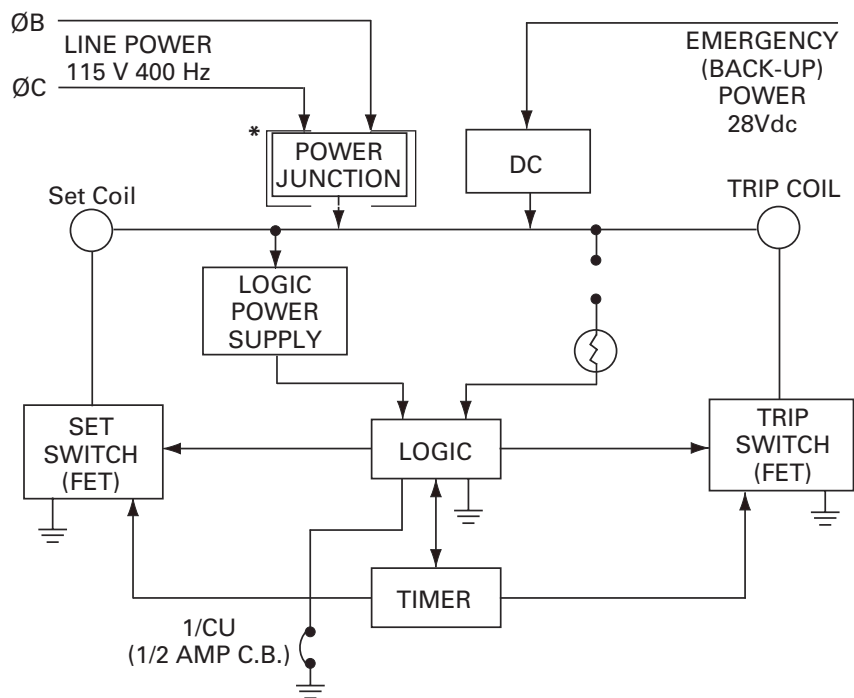 ØB
LINE POWER
115 V 400 Hz
ØC
EMERGENCY
(BACK-UP)
POWER
28Vdc
*
POWER
JUNCTION
DC
Set Coil
TRIP COIL
LOGIC
POWER
SUPPLY
SET
SWITCH
(FET)
LOGIC
TRIP
SWITCH
(FET)
TIMER
1/CU
(1/2 AMP C.B.)